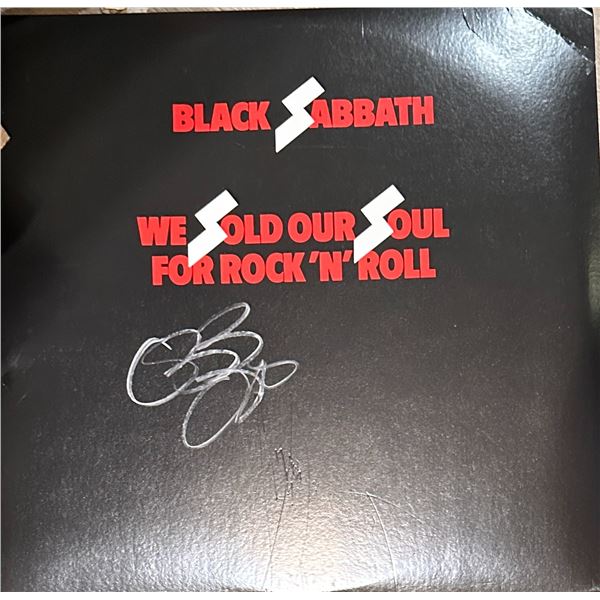 BLACK SABBATH
WE SOLD OUR SOUL
FOR ROCK 'N' ROLL